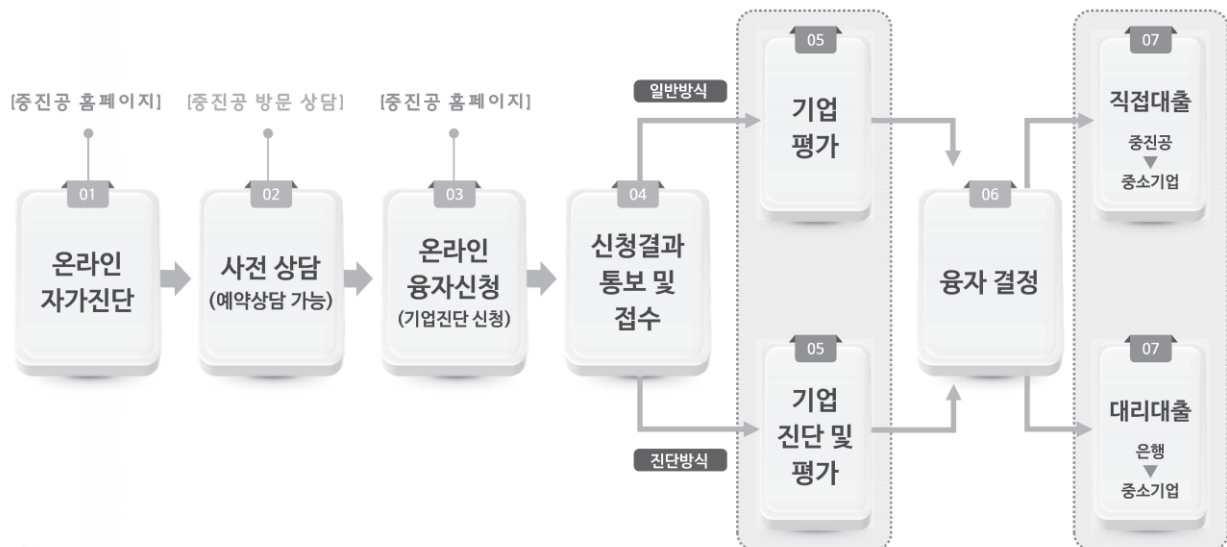 [중진공 홈페이지]
01
온라인
자가진단
[중진공 방문 상담]
02
사전 상담
(예약상담 가능)
[중진공 홈페이지]
03
온라인
융자신청
(기업진단 신청)
04
신청결과
통보 및
접수
일반방식
05
기업
평가
진단방식
05
기업
진단 및
평가
06
융자 결정
07
직접대출
중진공
중소기업
07
대리대출
은행
중소기업